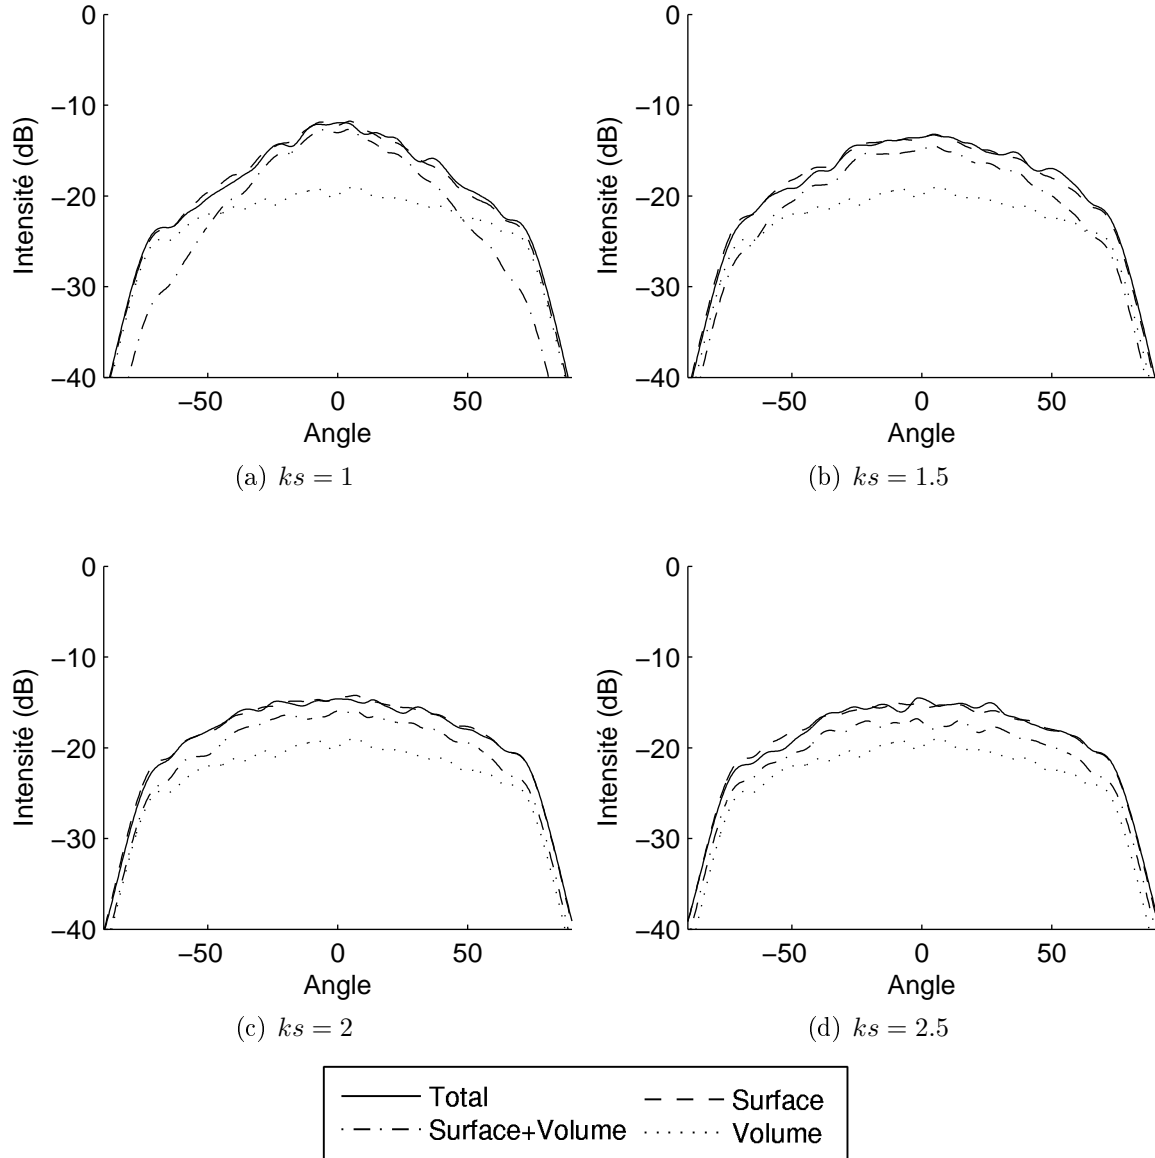 0
−10
−20
−30
−40
Intensité (dB)
−50
0
50
Angle
(a) ks = 1
0
−10
−20
−30
−40
Intensité (dB)
−50
0
50
Angle
(b) ks = 1.5
0
−10
−20
−30
−40
Intensité (dB)
−50
0
50
Angle
(c) ks = 2
0
−10
−20
−30
−40
Intensité (dB)
−50
0
50
Angle
(d) ks = 2.5
Total
Surface
Surface+Volume
Volume